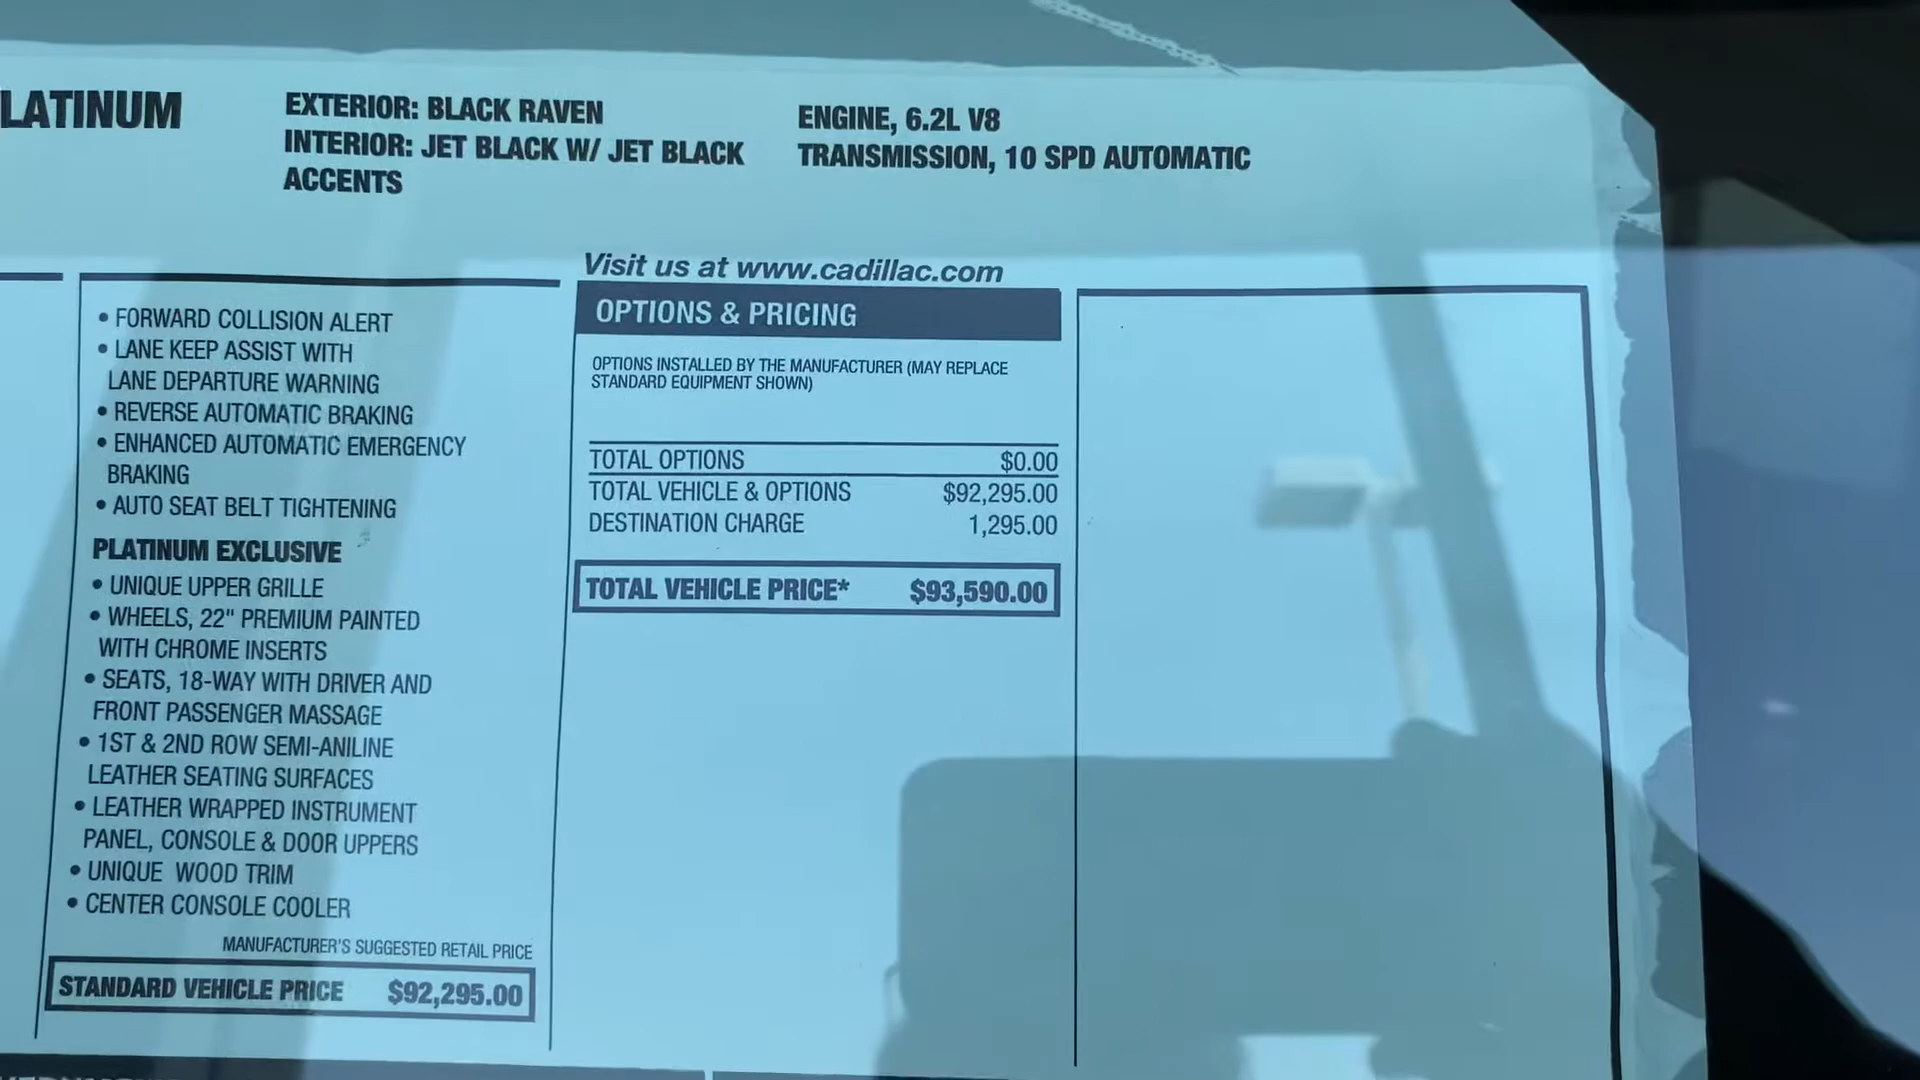 LATINUM
EXTERIOR: BLACK RAVEN
INTERIOR: JET BLACK W/ JET BLACK
ACCENTS
ENGINE, 6.2L V8
TRANSMISSION, 10 SPD AUTOMATIC
• FORWARD COLLISION ALERT
• LANE KEEP ASSIST WITH
LANE DEPARTURE WARNING
• REVERSE AUTOMATIC BRAKING
• ENHANCED AUTOMATIC EMERGENCY
BRAKING
• AUTO SEAT BELT TIGHTENING
PLATINUM EXCLUSIVE
• UNIQUE UPPER GRILLE
• WHEELS, 22" PREMIUM PAINTED
WITH CHROME INSERTS
• SEATS, 18-WAY WITH DRIVER AND
FRONT PASSENGER MASSAGE
• 1ST & 2ND ROW SEMI-ANILINE
LEATHER SEATING SURFACES
• LEATHER WRAPPED INSTRUMENT
PANEL, CONSOLE & DOOR UPPERS
• UNIQUE WOOD TRIM
• CENTER CONSOLE COOLER
MANUFACTURER'S SUGGESTED RETAIL PRICE
STANDARD VEHICLE PRICE $92,295.00
Visit us at www.cadillac.com
OPTIONS & PRICING
OPTIONS INSTALLED BY THE MANUFACTURER (MAY REPLACE
STANDARD EQUIPMENT SHOWN)
TOTAL OPTIONS $0.00
TOTAL VEHICLE & OPTIONS $92,295.00
DESTINATION CHARGE 1,295.00
TOTAL VEHICLE PRICE* $93,590.00